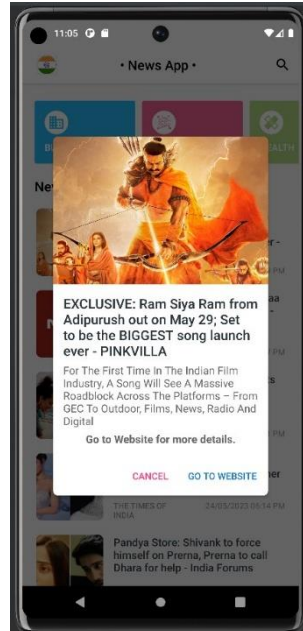 11:05
• News App •
HEALTH
EXCLUSIVE: Ram Siya Ram from
Adipurush out on May 29; Set
to be the BIGGEST song launch
ever - PINKVILLA
For The First Time In The Indian Film
Industry, A Song Will See A Massive
Roadblock Across The Platforms – From
GEC To Outdoor, Films, News, Radio And
Digital
Go to Website for more details.
CANCEL
GO TO WEBSITE
THE TIMES OF
INDIA
24/05/2023 06:14 PM
Pandya Store: Shivank to force
himself on Prerna, Prerna to call
Dhara for help - India Forums